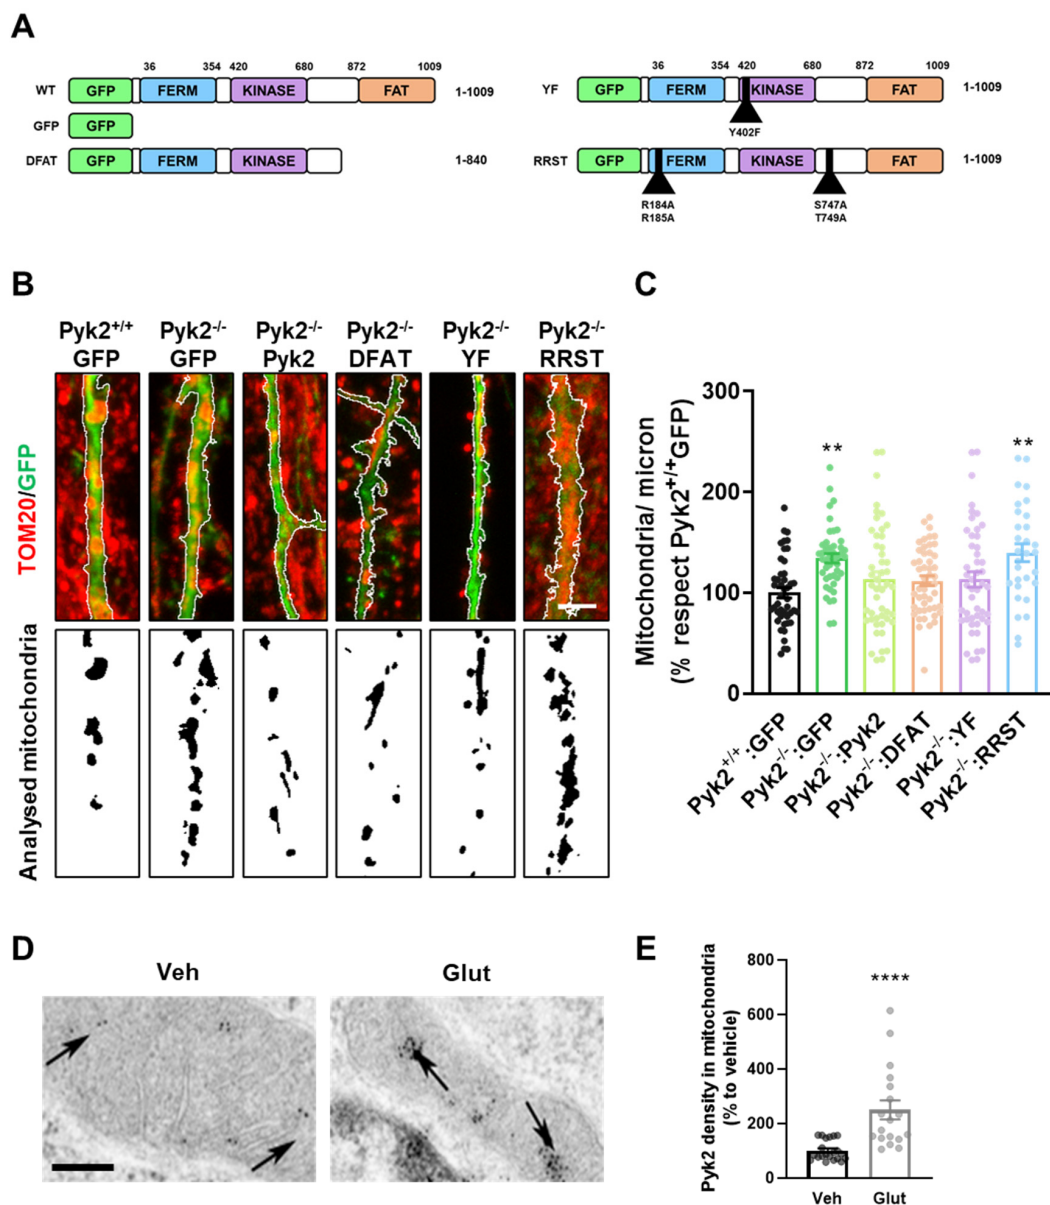 A
36 354 420 680 872 1009
WT GFP FERM KINASE FAT 1-1009
GFP GFP
DFAT GFP FERM KINASE 1-840
36 354 420 680 872 1009
YF GFP FERM KINASE FAT 1-1009
Y402F
RRST GFP FERM KINASE FAT 1-1009
R184A S747A
R185A T749A
B
Pyk2+/+ Pyk2-/- Pyk2-/- Pyk2-/- Pyk2-/- Pyk2-/-
GFP GFP Pyk2 DFAT YF RRST
TOM20/GFP
Analysed mitochondria
C
Mitochondria/ micron
(% respect Pyk2+/+GFP)
300
200
100
0
** **
Pyk2+/+:GFP
Pyk2-/-:GFP
Pyk2-/-:Pyk2
Pyk2-/-:DFAT
Pyk2-/-:YF
Pyk2-/-:RRST
D
Veh Glut
E
Pyk2 density in mitochondria
(% to vehicle)
800
600
400
200
0
****
Veh Glut